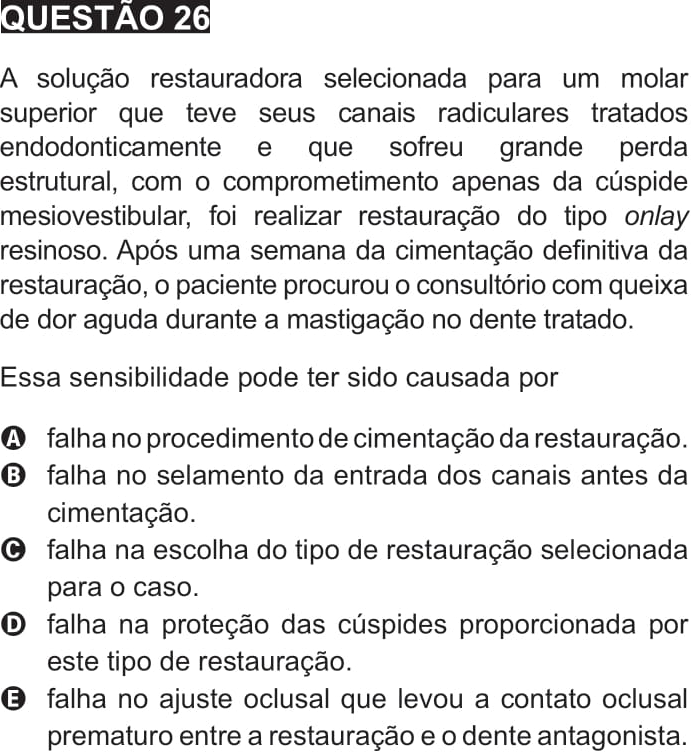 QUESTÃO 26
A solução restauradora selecionada para um molar
superior que teve seus canais radiculares tratados
endodonticamente e que sofreu grande perda
estrutural, com o comprometimento apenas da cúspide
mesiovestibular, foi realizar restauração do tipo onlay
resinoso. Após uma semana da cimentação definitiva da
restauração, o paciente procurou o consultório com queixa
de dor aguda durante a mastigação no dente tratado.
Essa sensibilidade pode ter sido causada por
A falha no procedimento de cimentação da restauração.
B falha no selamento da entrada dos canais antes da
cimentação.
C falha na escolha do tipo de restauração selecionada
para o caso.
D falha na proteção das cúspides proporcionada por
este tipo de restauração.
E falha no ajuste oclusal que levou a contato oclusal
prematuro entre a restauração e o dente antagonista.